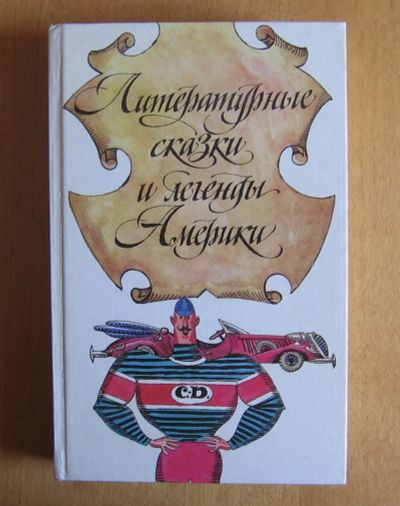 Литературные
сказки
и легенды
Америки
С.D.